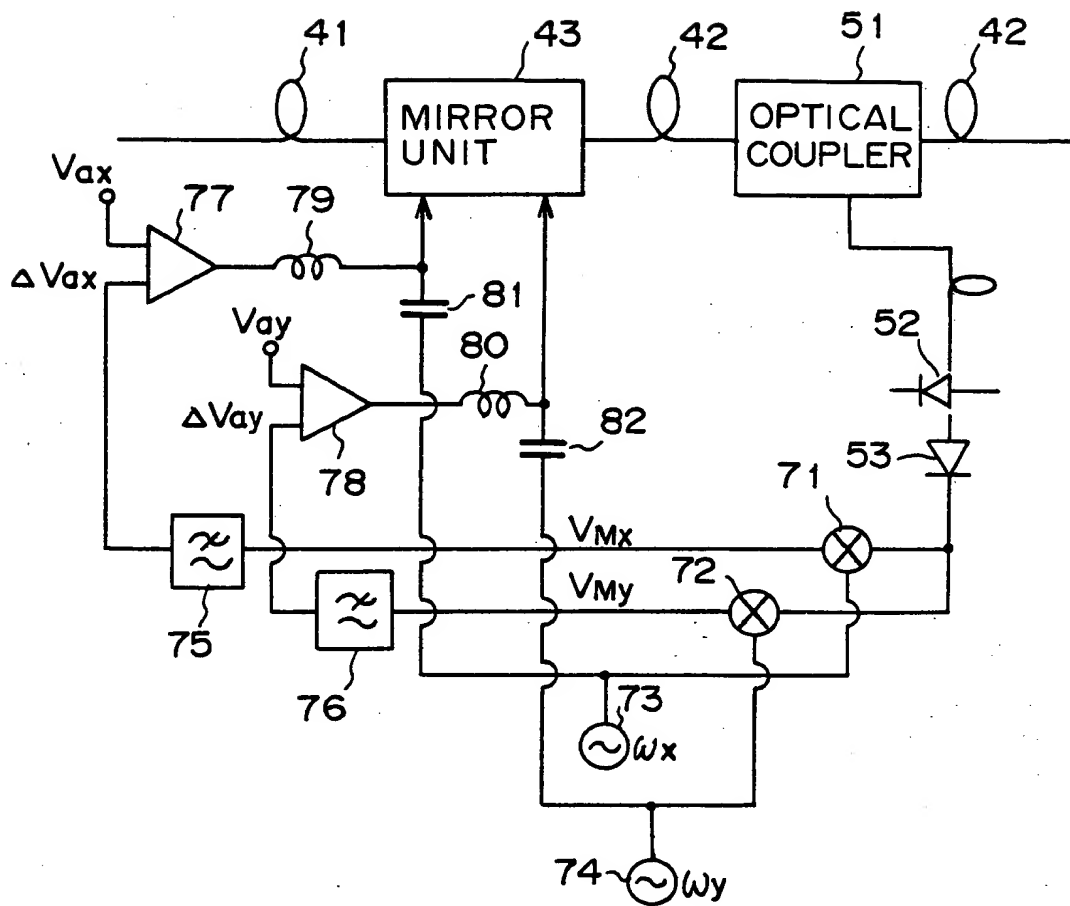 41
43
42
51
42
MIRROR
UNIT
OPTICAL
COUPLER
Vax
77
79
ΔVax
81
Vay
80
52
ΔVay
82
78
53
71
VMx
72
VMy
75
76
73
ωx
74
ωy